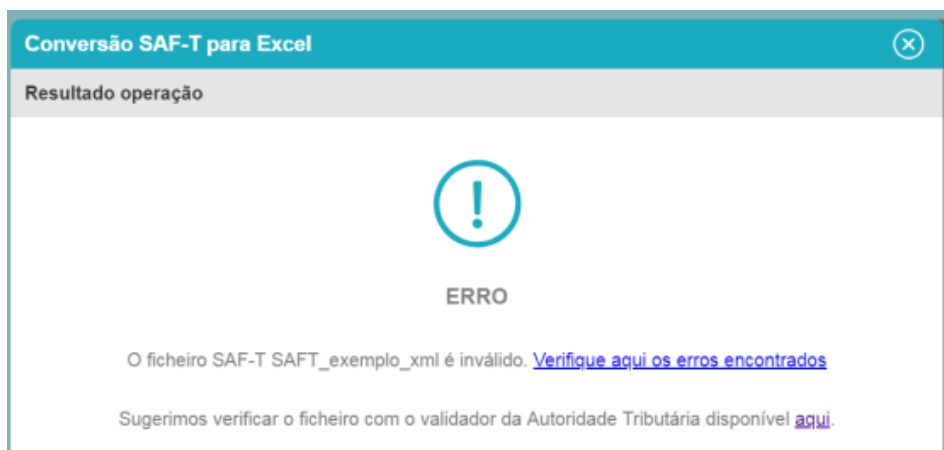 Conversão SAF-T para Excel
Resultado operação
ERRO
O ficheiro SAF-T SAFT_exemplo_xml é inválido. Verifique aqui os erros encontrados
Sugerimos verificar o ficheiro com o validador da Autoridade Tributária disponível aqui.